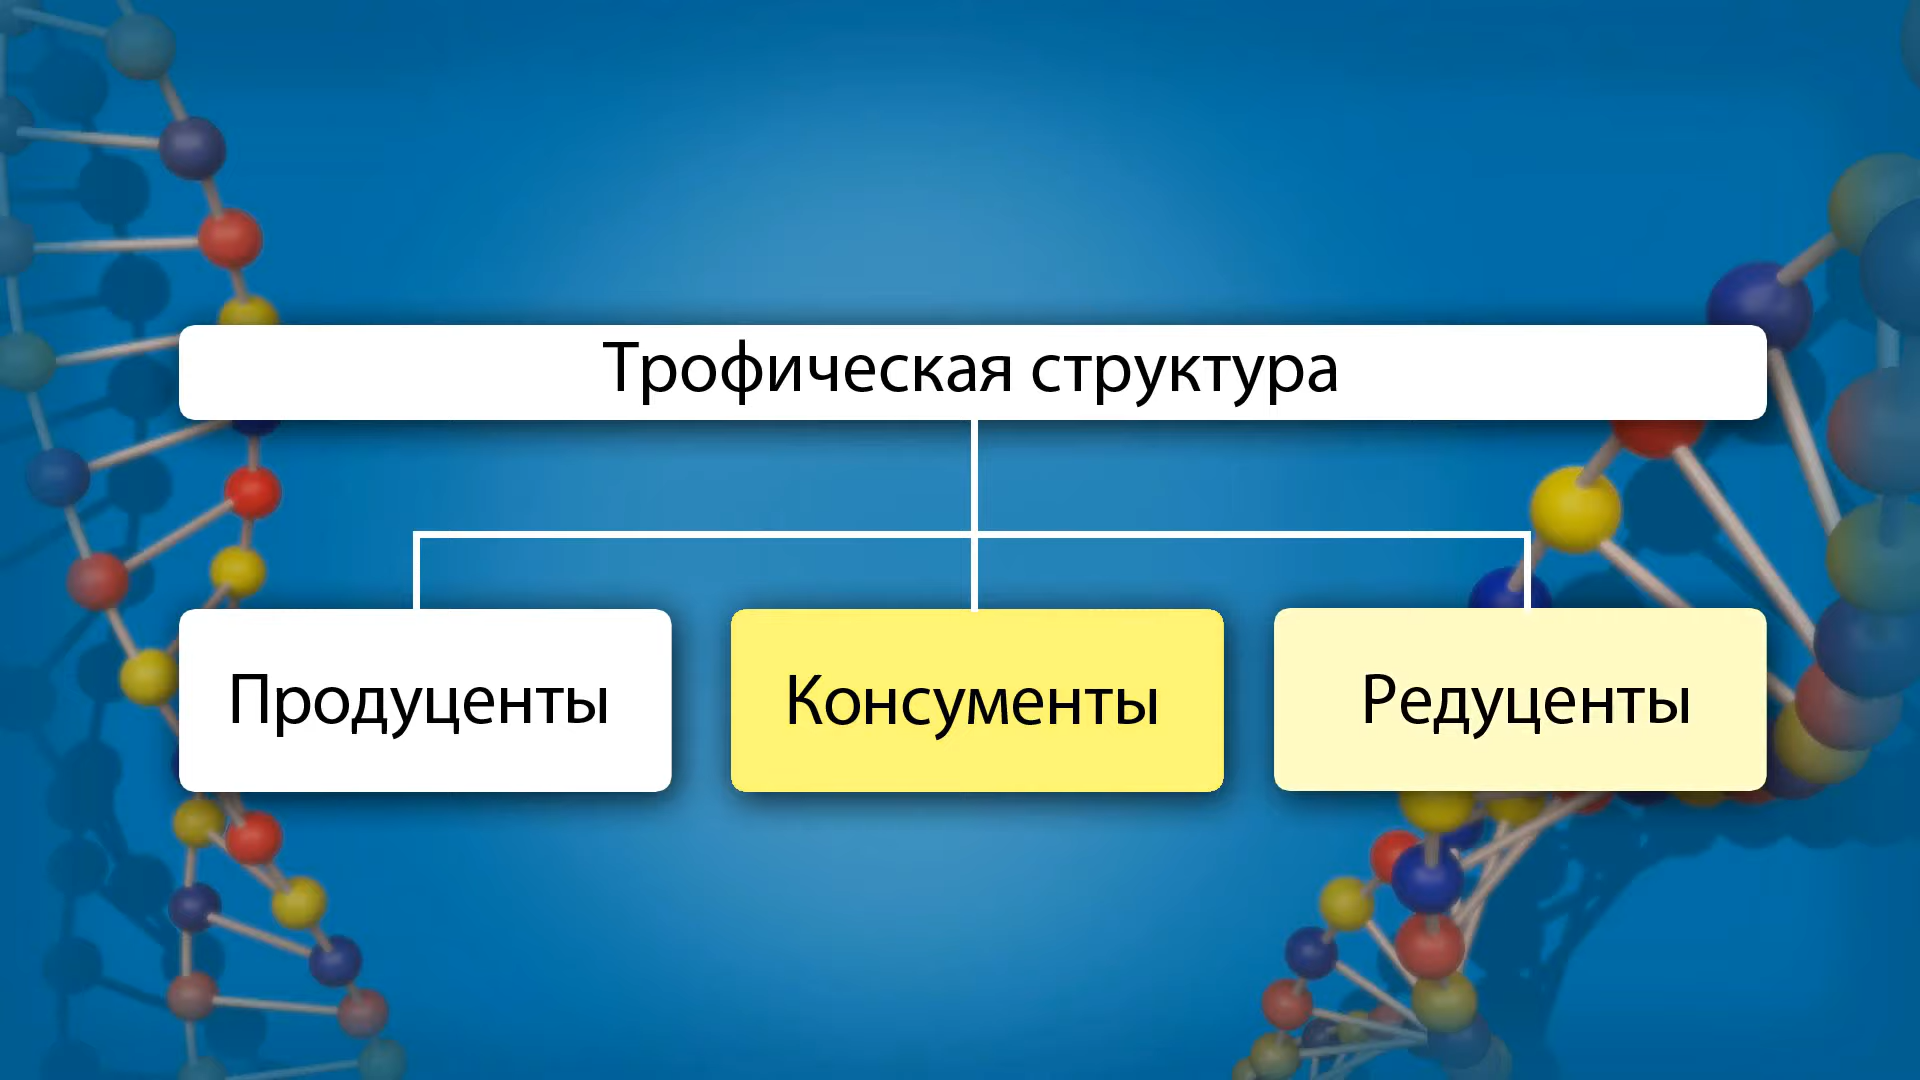 Трофическая структура
Продуценты
Консументы
Редуценты